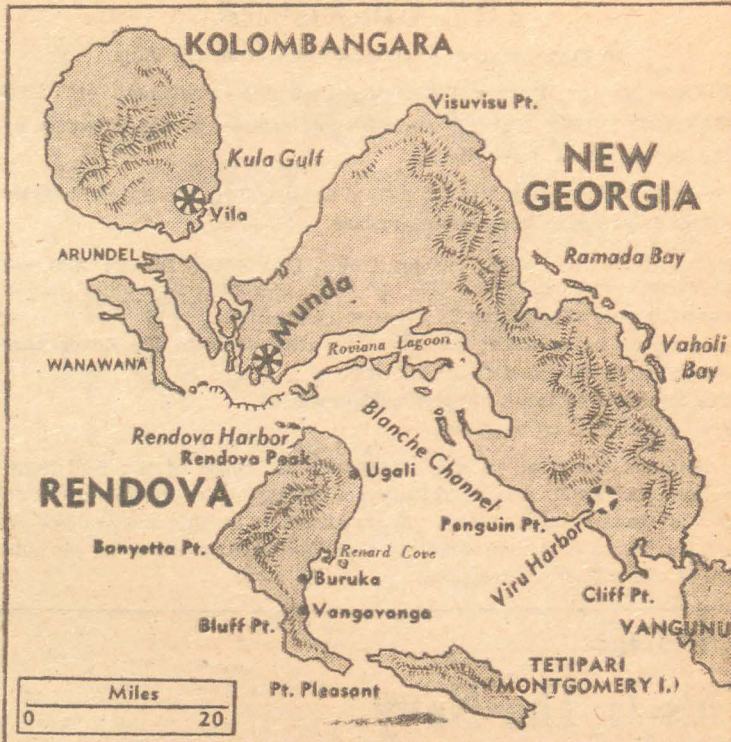 KOLOMBANGARA
Visuvisu Pt.
Kula Gulf
NEW
GEORGIA
Vila
ARUNDEL
Ramada Bay
Munda
Roviana Lagoon
Vaholi
Bay
WANAWANA
Blanche Channel
Rendova Harbor
Rendova Peak
Ugali
RENDOVA
Penguin Pt.
Banyetta Pt.
Renard Cove
Viru Harbor
Buruka
Cliff Pt.
Vangavanga
Bluff Pt.
VANGUNU
TETIPARI
(MONTGOMERY I.)
Pt. Pleasant
Miles
0 20